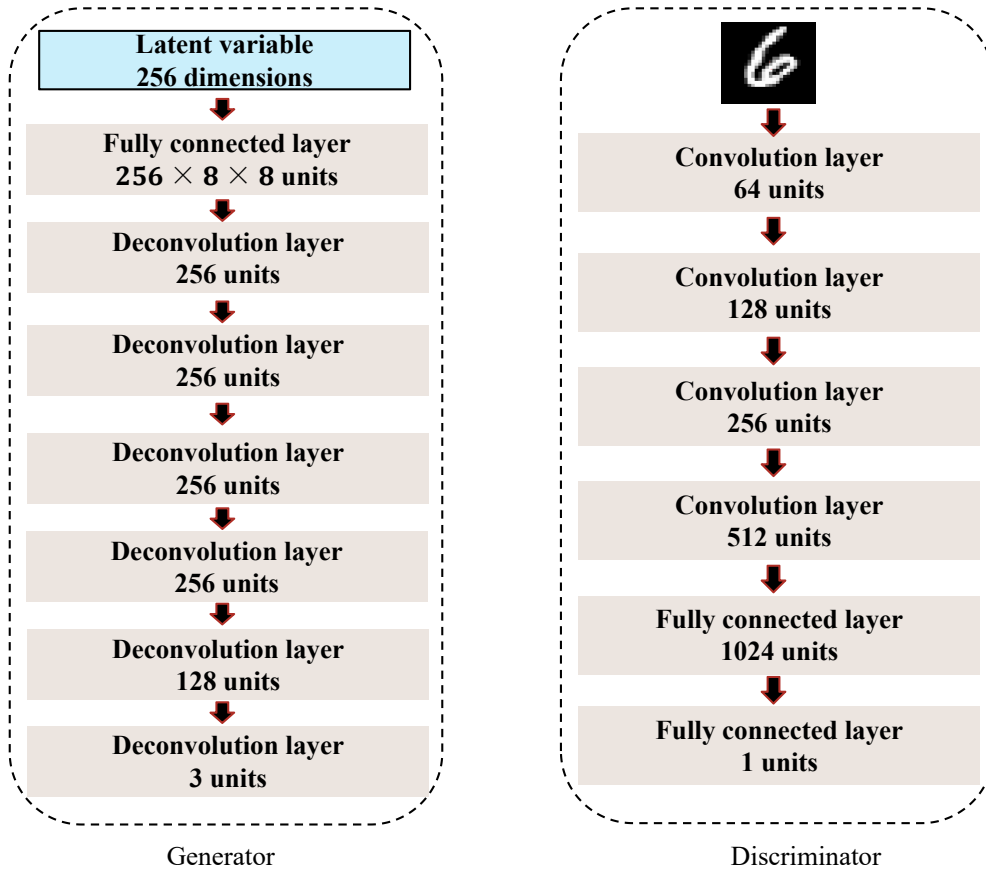 Latent variable
256 dimensions
Fully connected layer
256 × 8 × 8 units
Deconvolution layer
256 units
Deconvolution layer
256 units
Deconvolution layer
256 units
Deconvolution layer
256 units
Deconvolution layer
128 units
Deconvolution layer
3 units
Generator
6
Convolution layer
64 units
Convolution layer
128 units
Convolution layer
256 units
Convolution layer
512 units
Fully connected layer
1024 units
Fully connected layer
1 units
Discriminator